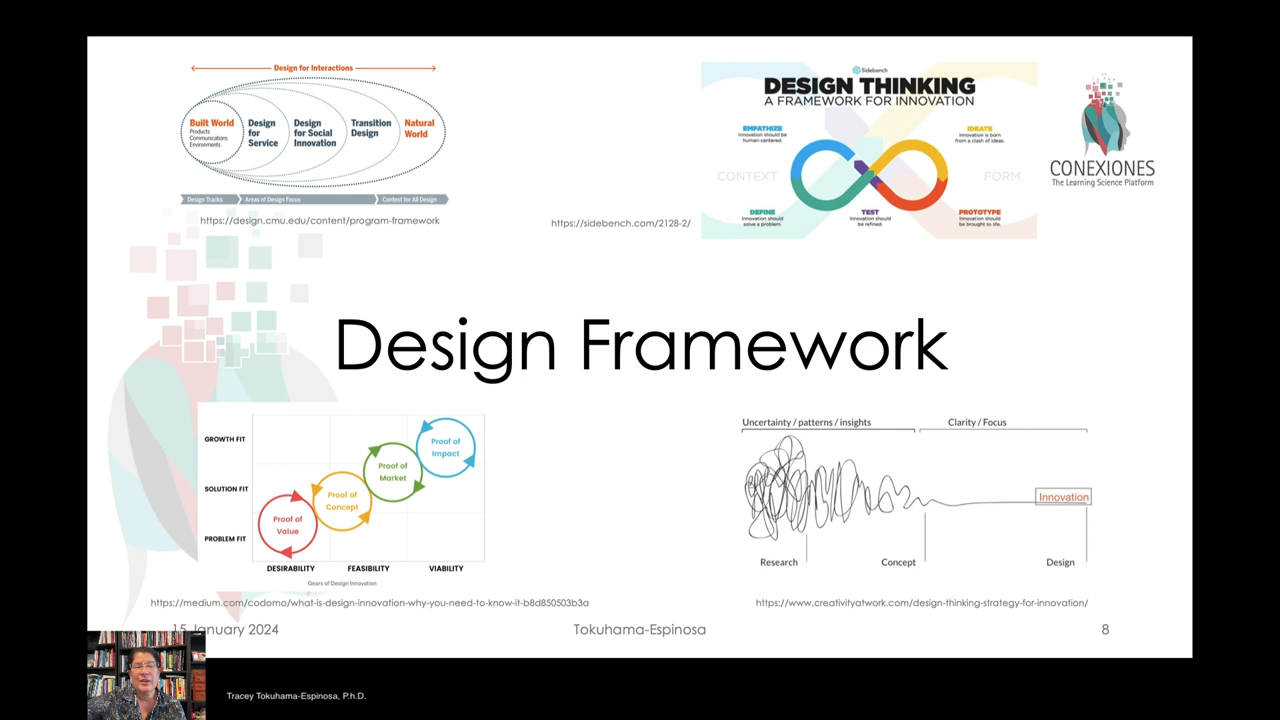 Design for Interactions
Built World
Products
Communications
Environments
Design
for
Service
Design
for Social
Innovation
Transition
Design
Natural
World
Design Tracks
Areas of Design Focus
Context for All Design
https://design.cmu.edu/content/program-framework
Sidebench
DESIGN THINKING
A FRAMEWORK FOR INNOVATION
EMPATHIZE
Innovation should be
human-centered.
IDEATE
Innovation is born
from a clash of ideas.
CONTEXT
FORM
DEFINE
Innovation should
solve a problem.
TEST
Innovation should
be refined.
PROTOTYPE
Innovation should
be brought to life.
https://sidebench.com/2128-2/
CONEXIONES
The Learning Science Platform
Design Framework
GROWTH FIT
SOLUTION FIT
PROBLEM FIT
Proof of
Value
Proof of
Concept
Proof of
Market
Proof of
Impact
DESIRABILITY
FEASIBILITY
VIABILITY
Gears of Design Innovation
https://medium.com/codomo/what-is-design-innovation-why-you-need-to-know-it-b8d850503b3a
Uncertainty / patterns / insights
Clarity / Focus
Innovation
Research
Concept
Design
https://www.creativityatwork.com/design-thinking-strategy-for-innovation/
15 January 2024
Tokuhama-Espinosa
8
Tracey Tokuhama-Espinosa, Ph.D.